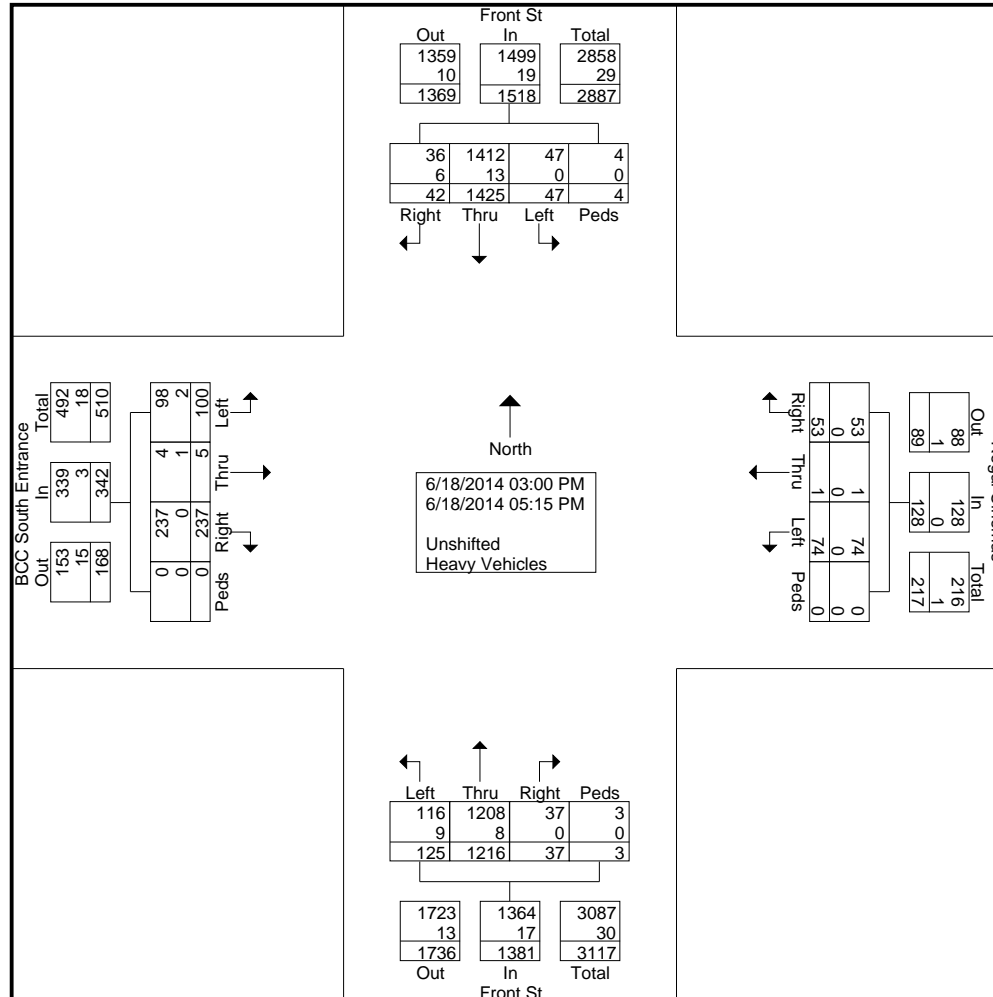 Front St
Out In Total
1359 1499 2858
10 19 29
1369 1518 2887
36 1412 47 4
6 13 0 0
42 1425 47 4
Right Thru Left Peds
BCC South Entrance
Total In Out
492 339 153
18 3 15
510 342 168
98 4 237 0
2 1 0 0
100 5 237 0
Left Thru Right Peds
North
6/18/2014 03:00 PM
6/18/2014 05:15 PM
Unshifted
Heavy Vehicles
Right Thru Left Peds
53 1 74 0
0 0 0 0
53 1 74 0
Out In Total
88 128 216
1 0 1
89 128 217
Left Thru Right Peds
116 1208 37 3
9 8 0 0
125 1216 37 3
1723 1364 3087
13 17 30
1736 1381 3117
Out In Total
Front St